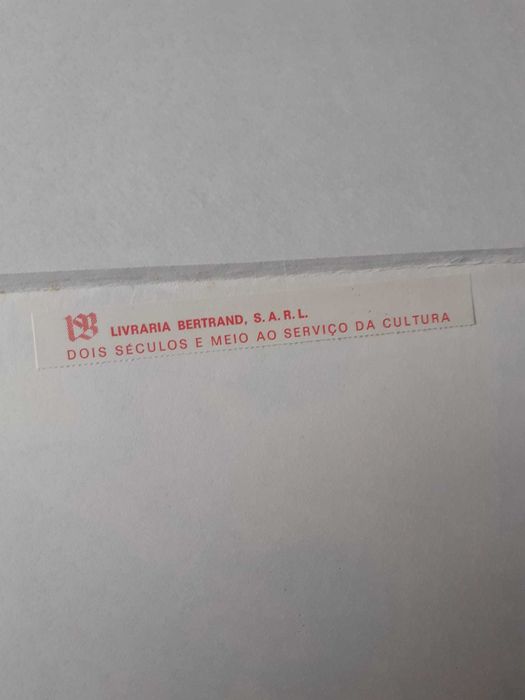 LIVRARIA BERTRAND, S.A.R.L.
DOIS SÉCULOS E MEIO AO SERVIÇO DA CULTURA